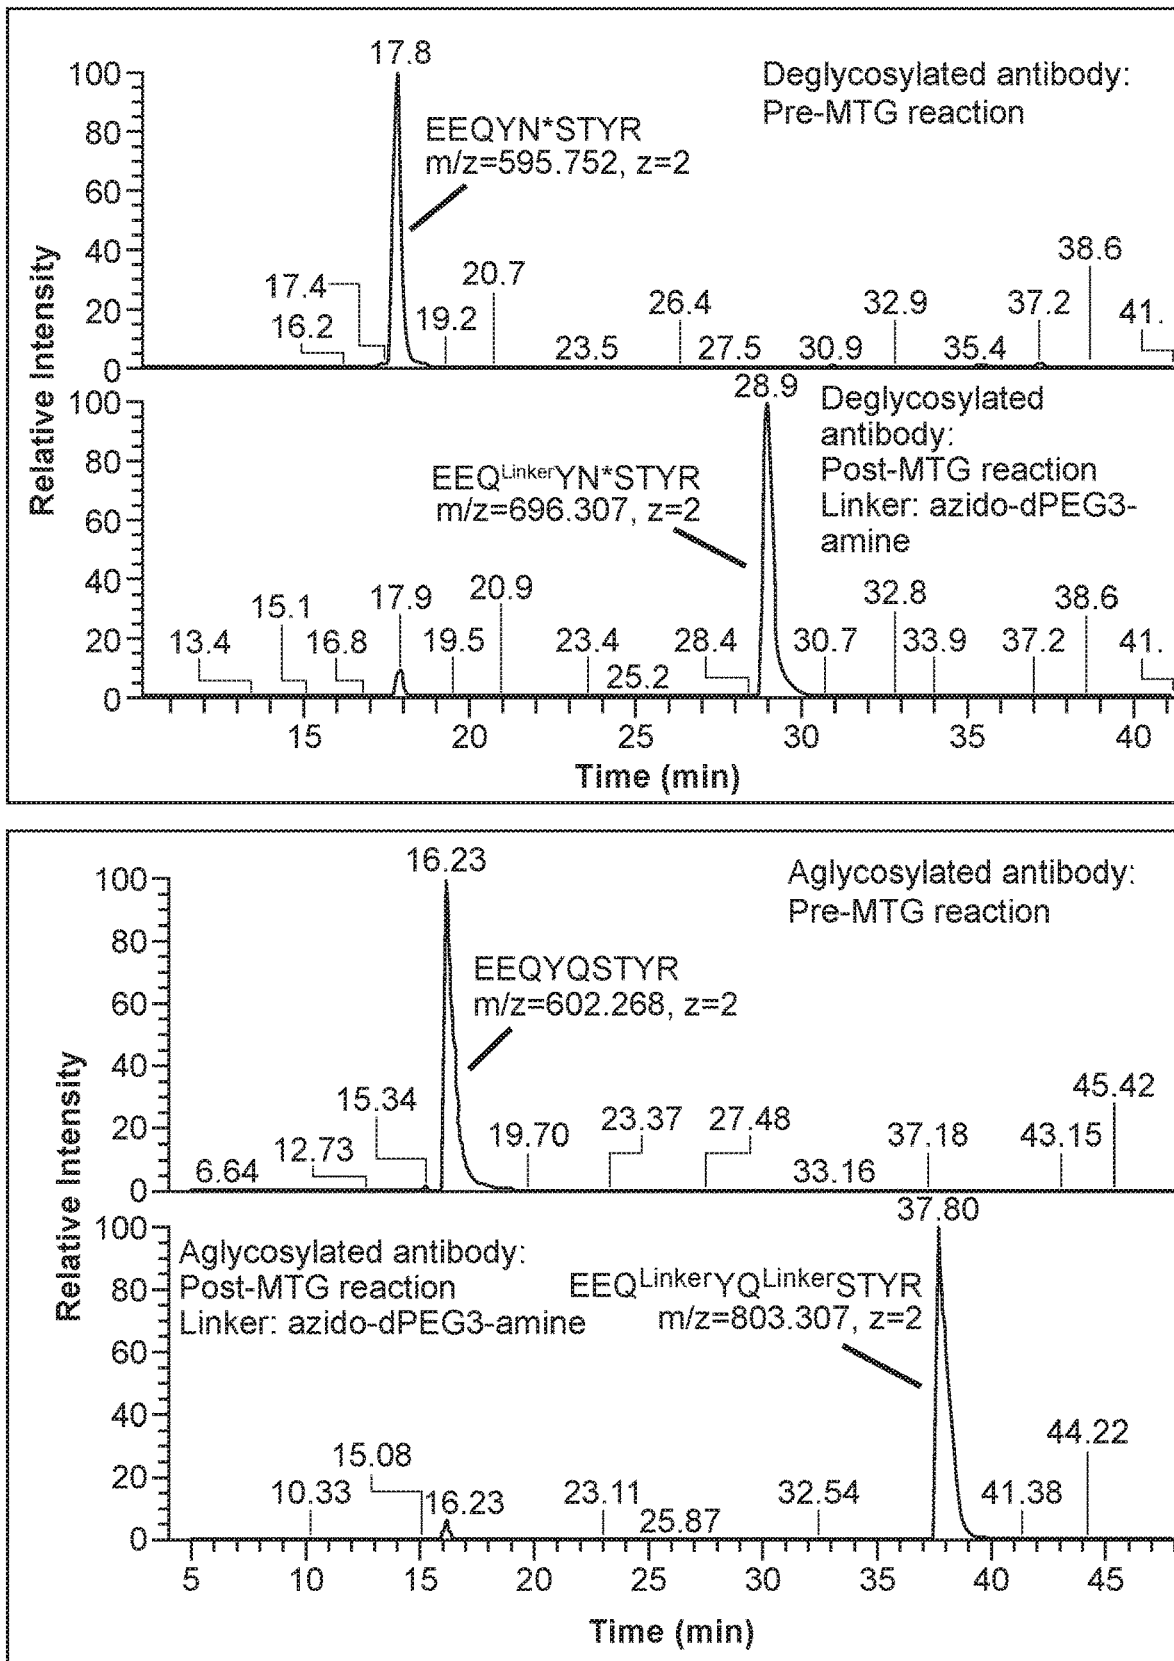 17.8
Deglycosylated antibody:
Pre-MTG reaction
EEQYN*STYR
m/z=595.752, z=2
100
80
60
40
20
0
17.4
16.2
19.2
20.7
23.5
26.4
27.5
30.9
32.9
35.4
37.2
38.6
41.
Relative Intensity
28.9
Deglycosylated
antibody:
Post-MTG reaction
Linker: azido-dPEG3-
amine
EEQLinkerYN*STYR
m/z=696.307, z=2
100
80
60
40
20
0
13.4
15.1
16.8
17.9
19.5
20.9
23.4
25.2
28.4
30.7
32.8
33.9
37.2
38.6
41.
15 20 25 30 35 40
Time (min)
16.23
Aglycosylated antibody:
Pre-MTG reaction
EEQYQSTYR
m/z=602.268, z=2
100
80
60
40
20
0
6.64
12.73
15.34
19.70
23.37
27.48
33.16
37.18
43.15
45.42
Relative Intensity
37.80
Aglycosylated antibody:
Post-MTG reaction
Linker: azido-dPEG3-amine
EEQLinkerYQLinkerSTYR
m/z=803.307, z=2
100
80
60
40
20
0
10.33
15.08
16.23
23.11
25.87
32.54
41.38
44.22
5 10 15 20 25 30 35 40 45
Time (min)